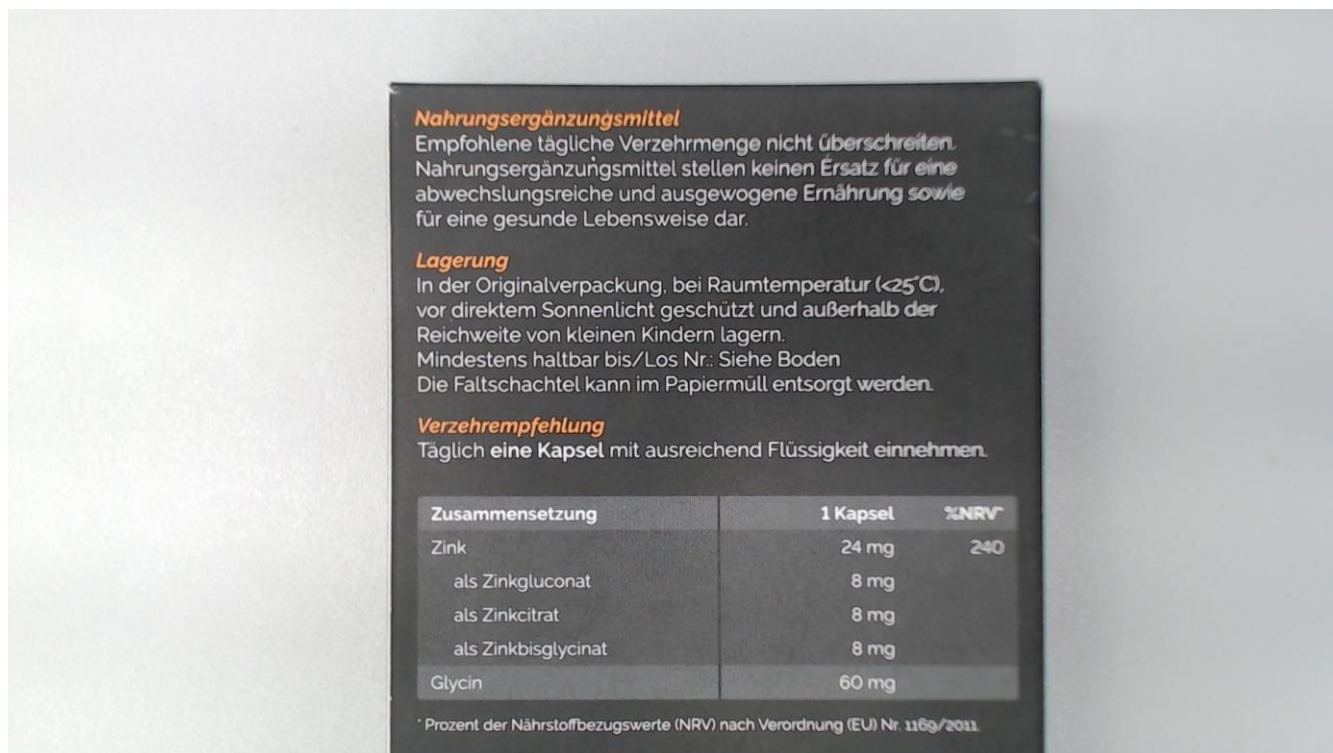 Nahrungsergänzungsmittel
Empfohlene tägliche Verzehrmenge nicht überschreiten.
Nahrungsergänzungsmittel stellen keinen Ersatz für eine
abwechslungsreiche und ausgewogene Ernährung sowie
für eine gesunde Lebensweise dar.
Lagerung
In der Originalverpackung, bei Raumtemperatur (<25°C),
vor direktem Sonnenlicht geschützt und außerhalb der
Reichweite von kleinen Kindern lagern.
Mindestens haltbar bis/Los Nr.: Siehe Boden
Die Faltschachtel kann im Papiermüll entsorgt werden.
Verzehrempfehlung
Täglich eine Kapsel mit ausreichend Flüssigkeit einnehmen.
Zusammensetzung 1 Kapsel %NRV*
Zink 24 mg 240
als Zinkgluconat 8 mg
als Zinkcitrat 8 mg
als Zinkbisglycinat 8 mg
Glycin 60 mg
* Prozent der Nährstoffbezugswerte (NRV) nach Verordnung (EU) Nr. 1169/2011.